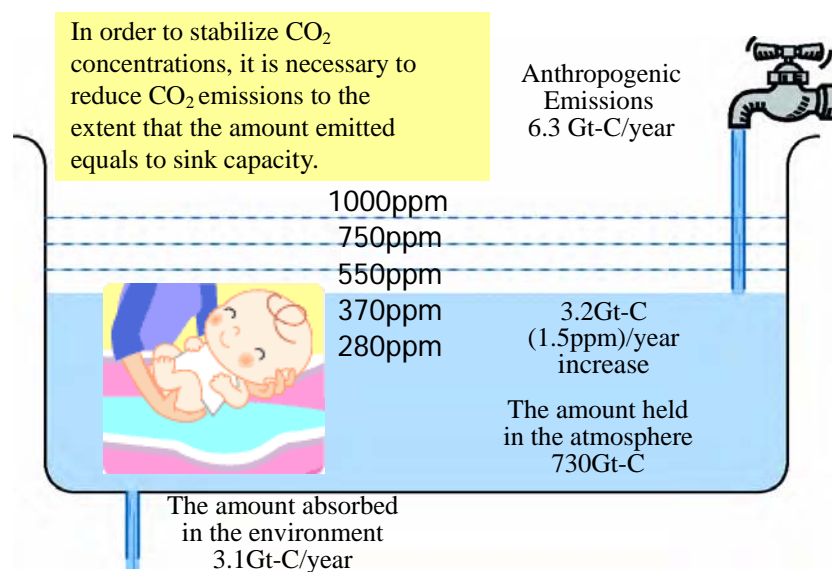 In order to stabilize CO₂
concentrations, it is necessary to
reduce CO₂ emissions to the
extent that the amount emitted
equals to sink capacity.
Anthropogenic
Emissions
6.3 Gt-C/year
1000ppm
750ppm
550ppm
370ppm
280ppm
3.2Gt-C
(1.5ppm)/year
increase
The amount held
in the atmosphere
730Gt-C
The amount absorbed
in the environment
3.1Gt-C/year